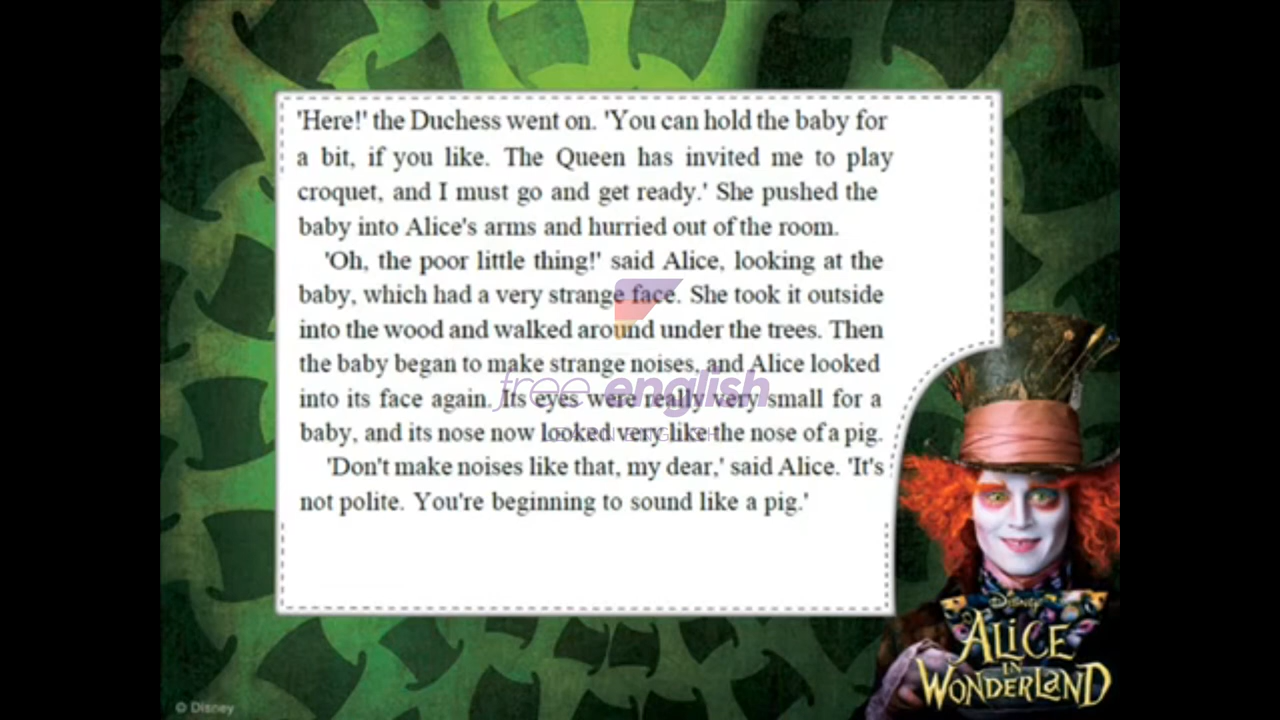 'Here!' the Duchess went on. 'You can hold the baby for
a bit, if you like. The Queen has invited me to play
croquet, and I must go and get ready.' She pushed the
baby into Alice's arms and hurried out of the room.
'Oh, the poor little thing!' said Alice, looking at the
baby, which had a very strange face. She took it outside
into the wood and walked around under the trees. Then
the baby began to make strange noises, and Alice looked
into its face again. Its eyes were really very small for a
baby, and its nose now looked very like the nose of a pig.
'Don't make noises like that, my dear,' said Alice. 'It's
not polite. You're beginning to sound like a pig.'
free english
LEARN ENGLISH
Disney
ALICE
IN
WONDERLAND
© Disney